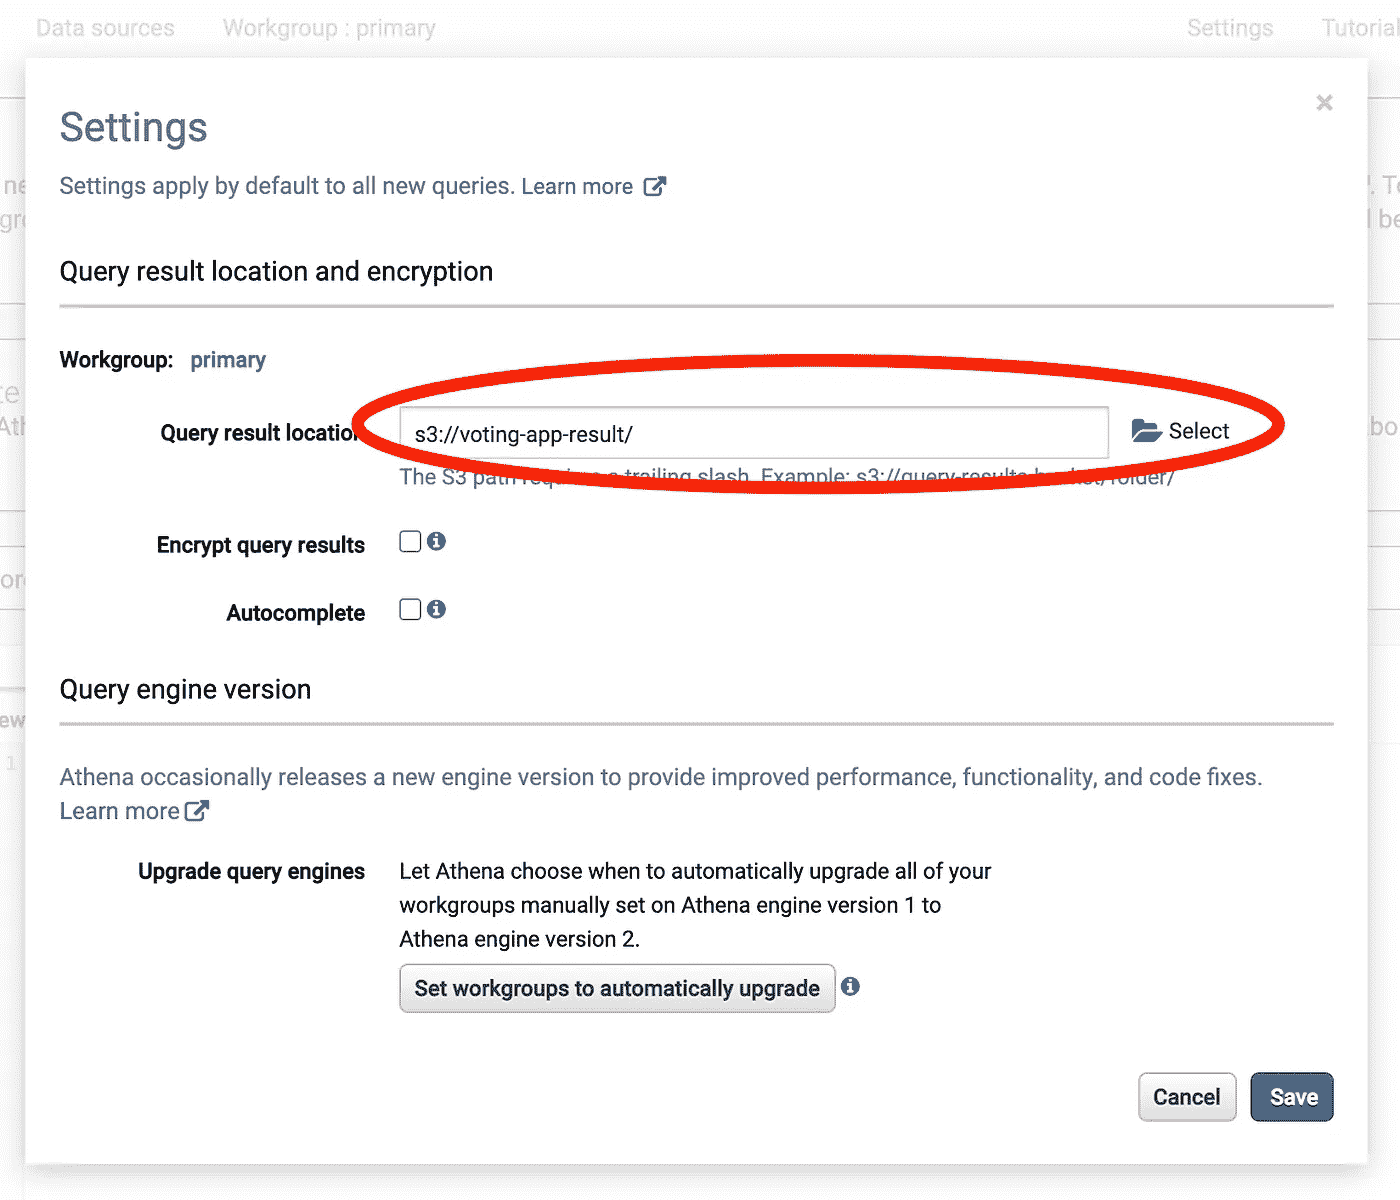 Data sources Workgroup : primary Settings Tutorial
Settings
×
Settings apply by default to all new queries. Learn more
Query result location and encryption
Workgroup: primary
Query result location s3://voting-app-result/ Select
The S3 path requires a trailing slash. Example: s3://query-results-bucket/folder/
Encrypt query results
Autocomplete
Query engine version
Athena occasionally releases a new engine version to provide improved performance, functionality, and code fixes.
Learn more
Upgrade query engines Let Athena choose when to automatically upgrade all of your
workgroups manually set on Athena engine version 1 to
Athena engine version 2.
Set workgroups to automatically upgrade
Cancel Save